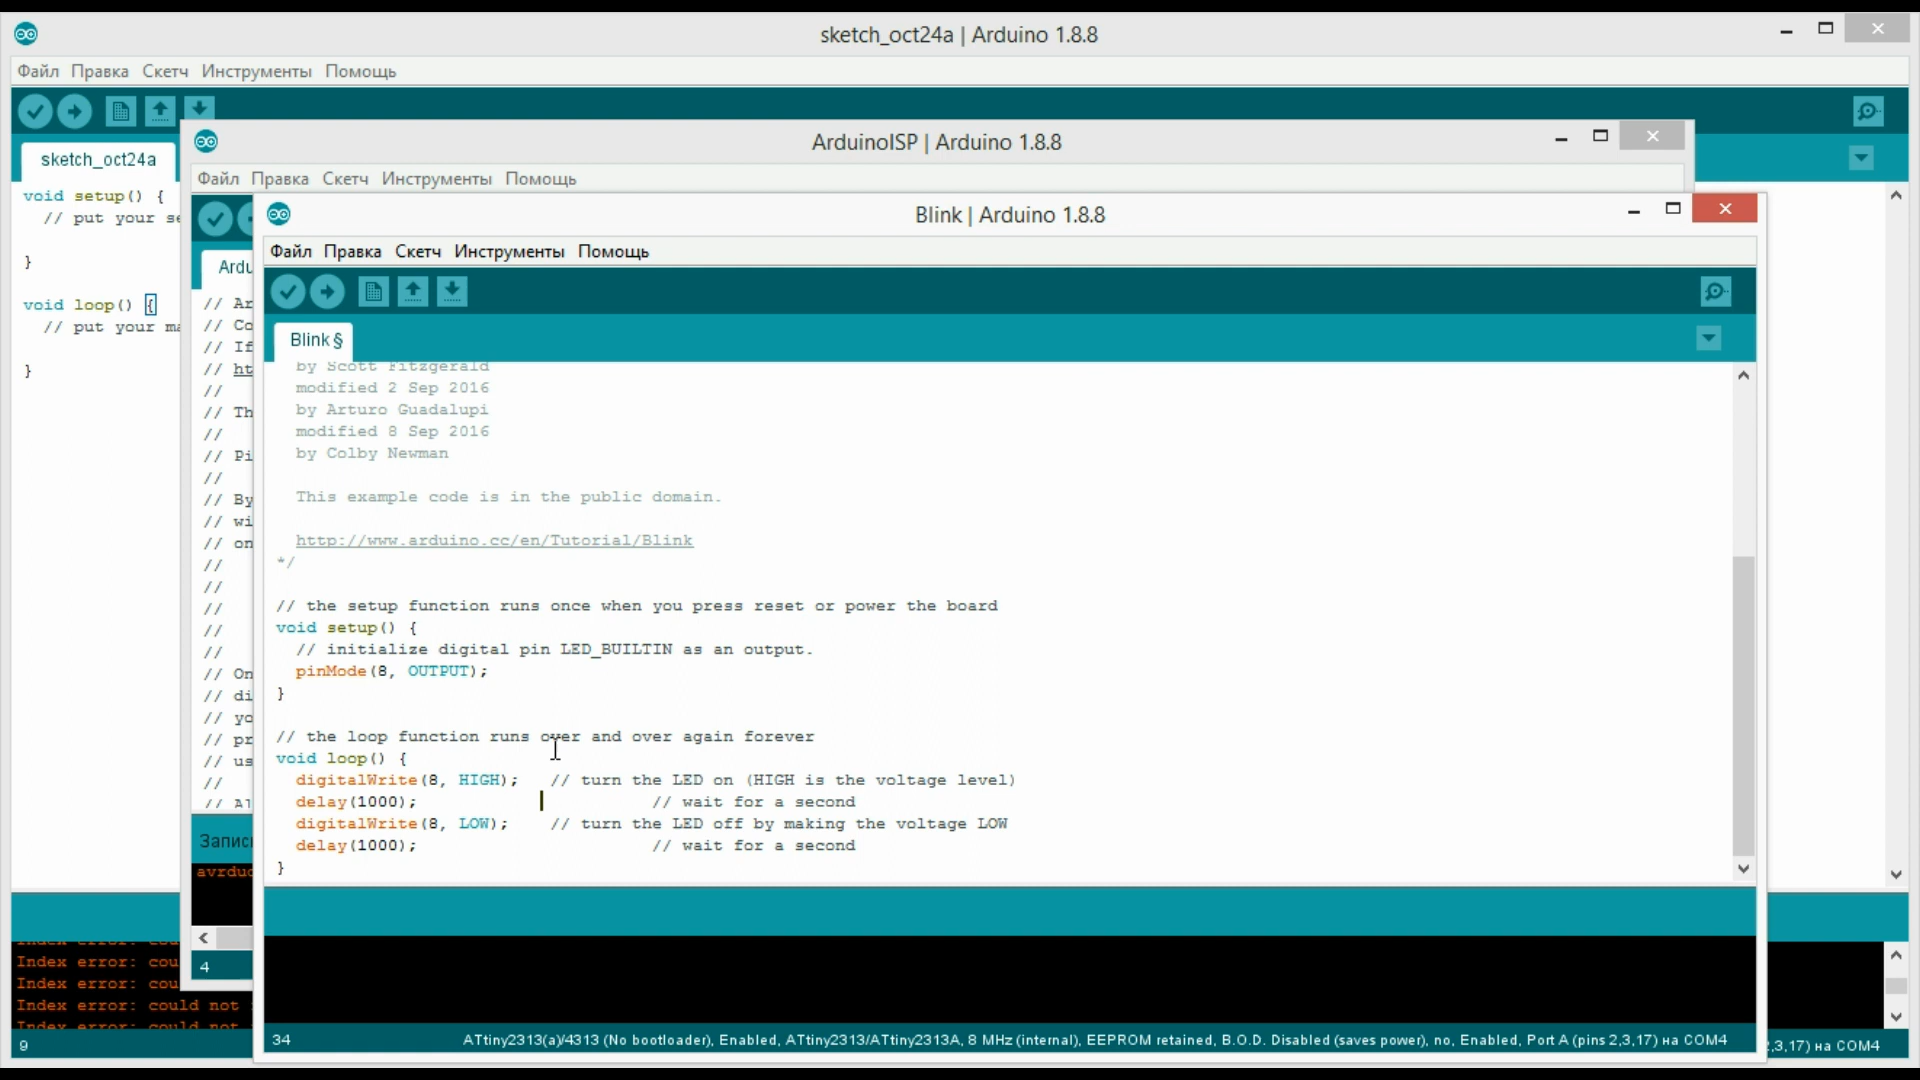 sketch_oct24a | Arduino 1.8.8
Файл Правка Скетч Инструменты Помощь
sketch_oct24a
void setup() {
// put your se
}
void loop() {
// put your ma
}
Index error: cou
Index error: cou
Index error: could not
Index error: could not
9
2,3,17) на COM4
ArduinoISP | Arduino 1.8.8
Файл Правка Скетч Инструменты Помощь
Ardu
// Ar
// Co
// If
// ht
//
// Th
//
// Pi
//
// By
// wi
// on
//
//
//
//
//
// On
// di
// yo
// pr
// us
//
// Al
Запис
avrdud
4
Blink | Arduino 1.8.8
Файл Правка Скетч Инструменты Помощь
Blink §
by Scott Fitzgerald
modified 2 Sep 2016
by Arturo Guadalupi
modified 8 Sep 2016
by Colby Newman
This example code is in the public domain.
http://www.arduino.cc/en/Tutorial/Blink
*/
// the setup function runs once when you press reset or power the board
void setup() {
// initialize digital pin LED_BUILTIN as an output.
pinMode(8, OUTPUT);
}
// the loop function runs over and over again forever
void loop() {
digitalWrite(8, HIGH); // turn the LED on (HIGH is the voltage level)
delay(1000); // wait for a second
digitalWrite(8, LOW); // turn the LED off by making the voltage LOW
delay(1000); // wait for a second
}
34
ATtiny2313(a)/4313 (No bootloader), Enabled, ATtiny2313/ATtiny2313A, 8 MHz (internal), EEPROM retained, B.O.D. Disabled (saves power), no, Enabled, Port A (pins 2,3,17) на COM4